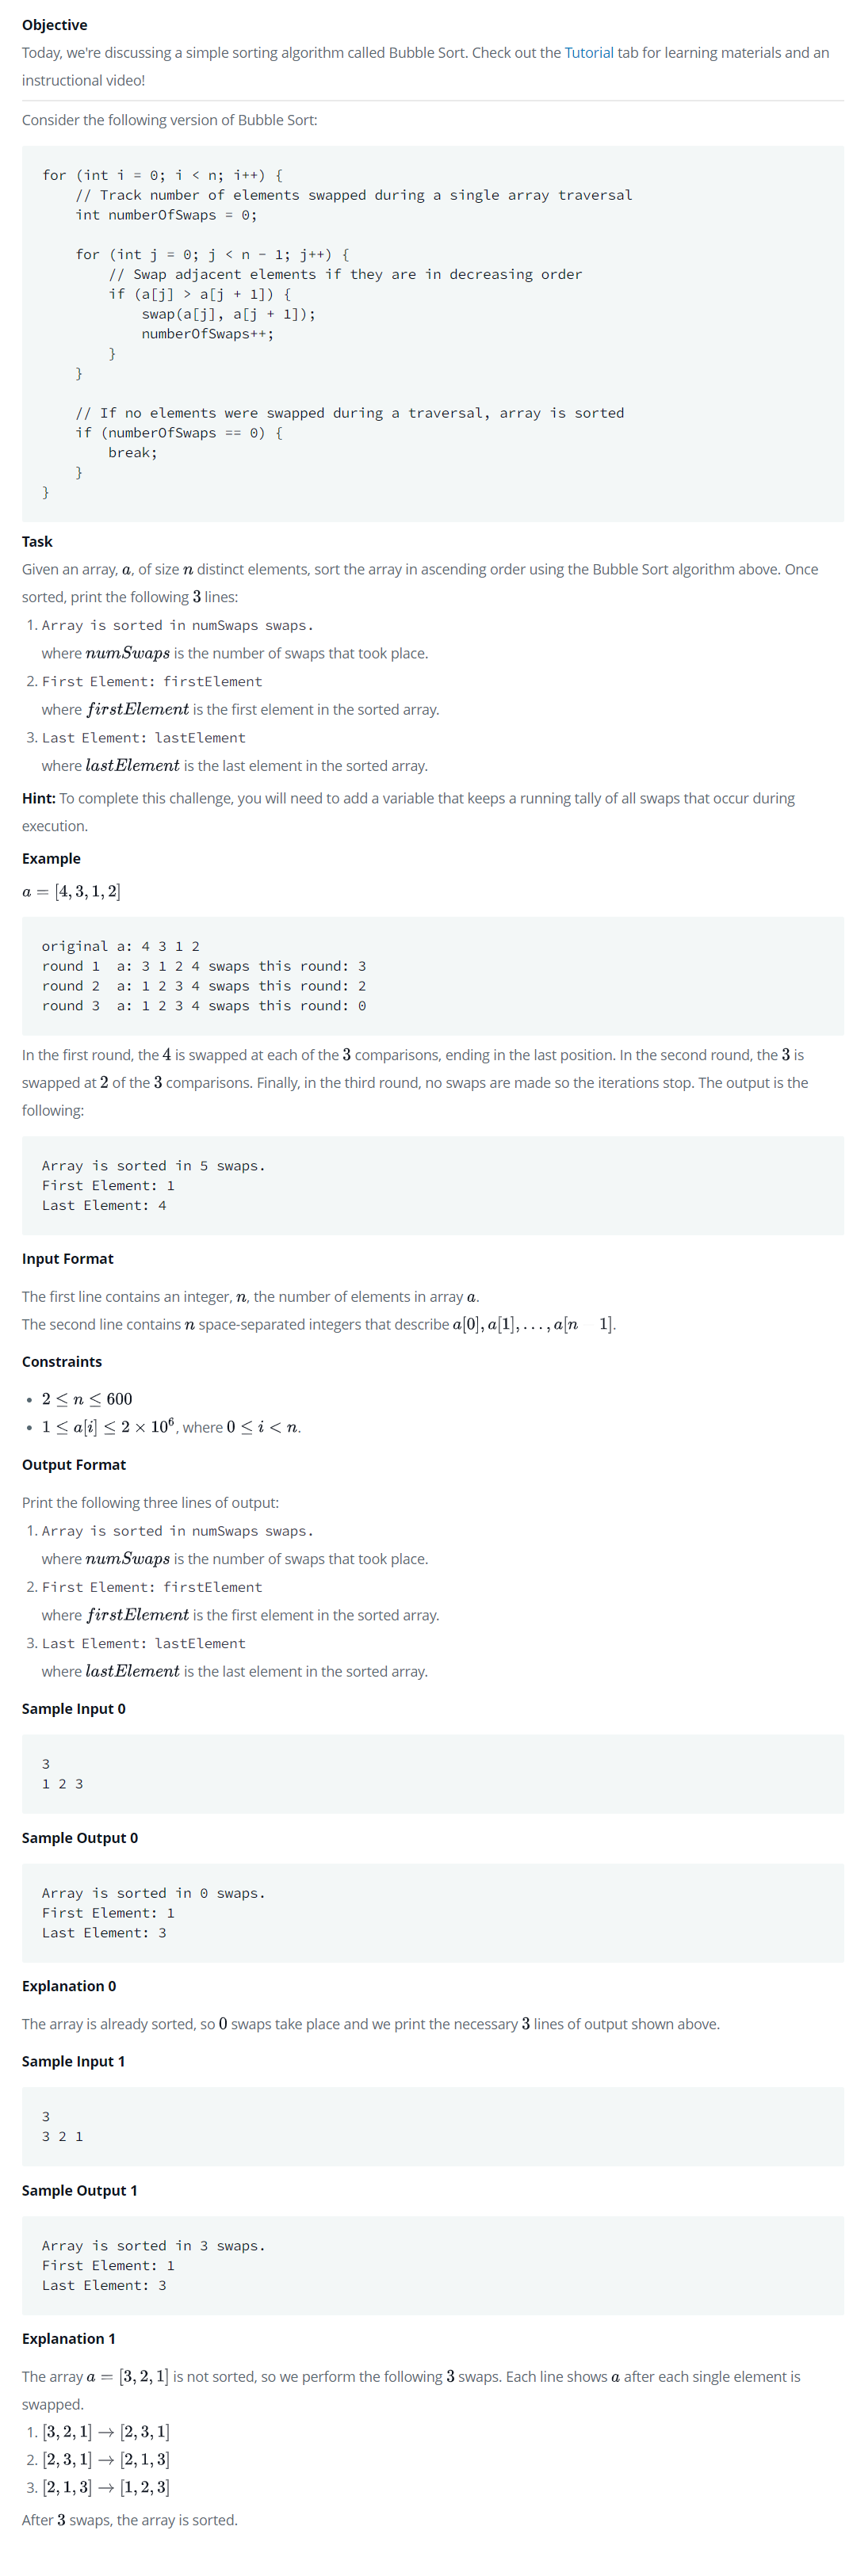 Objective
Today, we're discussing a simple sorting algorithm called Bubble Sort. Check out the Tutorial tab for learning materials and an
instructional video!
Consider the following version of Bubble Sort:
for (int i = 0; i < n; i++) {
    // Track number of elements swapped during a single array traversal
    int numberOfSwaps = 0;
    for (int j = 0; j < n - 1; j++) {
        // Swap adjacent elements if they are in decreasing order
        if (a[j] > a[j + 1]) {
            swap(a[j], a[j + 1]);
            numberOfSwaps++;
        }
    }
    // If no elements were swapped during a traversal, array is sorted
    if (numberOfSwaps == 0) {
        break;
    }
}
Task
Given an array, a, of size n distinct elements, sort the array in ascending order using the Bubble Sort algorithm above. Once
sorted, print the following 3 lines:
1. Array is sorted in numSwaps swaps.
where numSwaps is the number of swaps that took place.
2. First Element: firstElement
where firstElement is the first element in the sorted array.
3. Last Element: lastElement
where lastElement is the last element in the sorted array.
Hint: To complete this challenge, you will need to add a variable that keeps a running tally of all swaps that occur during
execution.
Example
a = [4, 3, 1, 2]
original a: 4 3 1 2
round 1  a: 3 1 2 4 swaps this round: 3
round 2  a: 1 2 3 4 swaps this round: 2
round 3  a: 1 2 3 4 swaps this round: 0
In the first round, the 4 is swapped at each of the 3 comparisons, ending in the last position. In the second round, the 3 is
swapped at 2 of the 3 comparisons. Finally, in the third round, no swaps are made so the iterations stop. The output is the
following:
Array is sorted in 5 swaps.
First Element: 1
Last Element: 4
Input Format
The first line contains an integer, n, the number of elements in array a.
The second line contains n space-separated integers that describe a[0], a[1], . . . , a[n    1].
Constraints
• 2 ≤ n ≤ 600
• 1 ≤ a[i] ≤ 2 × 10⁶, where 0 ≤ i < n.
Output Format
Print the following three lines of output:
1. Array is sorted in numSwaps swaps.
where numSwaps is the number of swaps that took place.
2. First Element: firstElement
where firstElement is the first element in the sorted array.
3. Last Element: lastElement
where lastElement is the last element in the sorted array.
Sample Input 0
3
1 2 3
Sample Output 0
Array is sorted in 0 swaps.
First Element: 1
Last Element: 3
Explanation 0
The array is already sorted, so 0 swaps take place and we print the necessary 3 lines of output shown above.
Sample Input 1
3
3 2 1
Sample Output 1
Array is sorted in 3 swaps.
First Element: 1
Last Element: 3
Explanation 1
The array a = [3, 2, 1] is not sorted, so we perform the following 3 swaps. Each line shows a after each single element is
swapped.
1. [3, 2, 1] → [2, 3, 1]
2. [2, 3, 1] → [2, 1, 3]
3. [2, 1, 3] → [1, 2, 3]
After 3 swaps, the array is sorted.